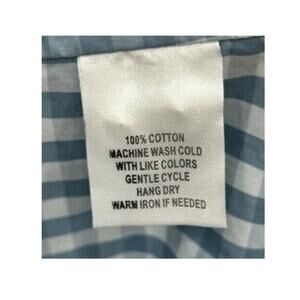 100% COTTON
MACHINE WASH COLD
WITH LIKE COLORS
GENTLE CYCLE
HANG DRY
WARM IRON IF NEEDED